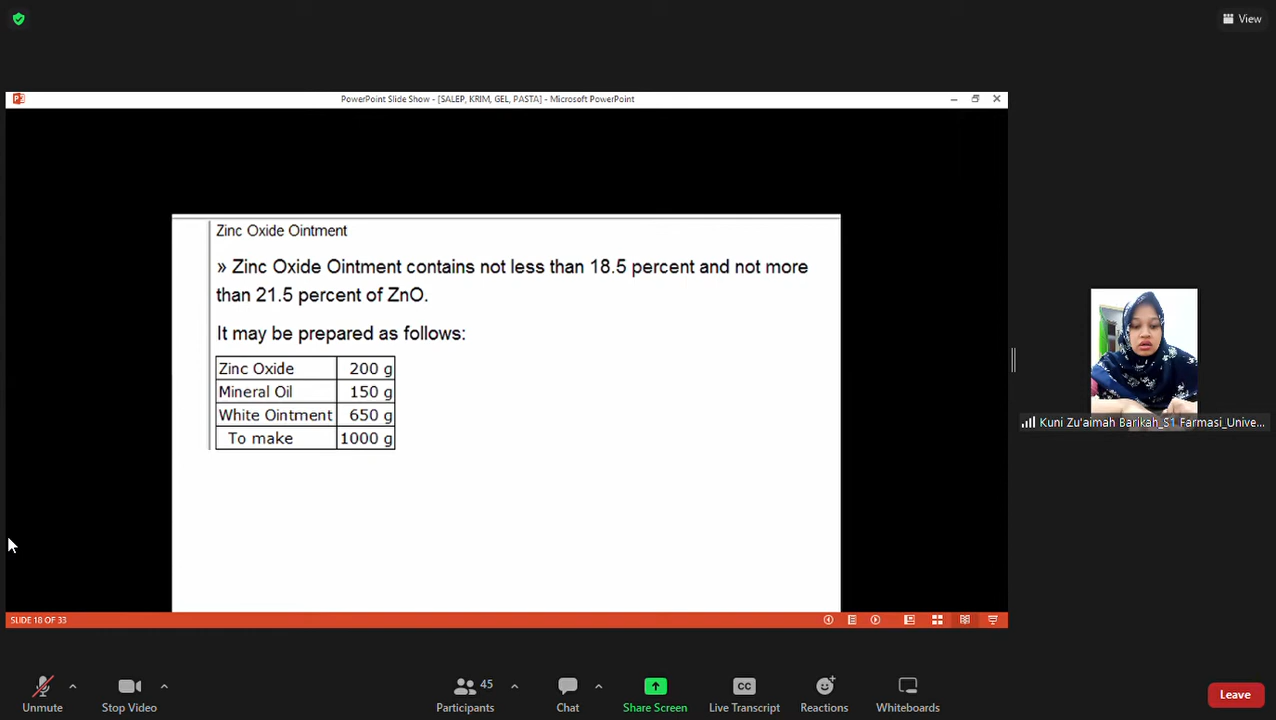 View
PowerPoint Slide Show - [SALEP, KRIM, GEL, PASTA] - Microsoft PowerPoint
Zinc Oxide Ointment
» Zinc Oxide Ointment contains not less than 18.5 percent and not more
than 21.5 percent of ZnO.
It may be prepared as follows:
Zinc Oxide 200 g
Mineral Oil 150 g
White Ointment 650 g
To make 1000 g
Kuni Zu'aimah Barikah_S1 Farmasi_Unive...
SLIDE 18 OF 33
Unmute
Stop Video
Participants 45
Chat
Share Screen
CC
Live Transcript
Reactions
Whiteboards
Leave